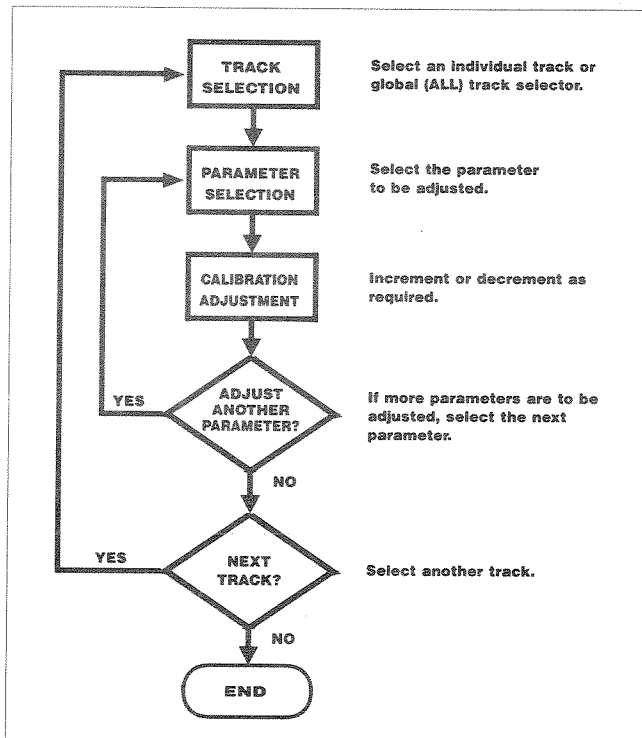 TRACK
SELECTION
Select an individual track or
global (ALL) track selector.
PARAMETER
SELECTION
Select the parameter
to be adjusted.
CALIBRATION
ADJUSTMENT
Increment or decrement as
required.
YES
ADJUST
ANOTHER
PARAMETER?
If more parameters are to be
adjusted, select the next
parameter.
NO
YES
NEXT
TRACK?
Select another track.
NO
END